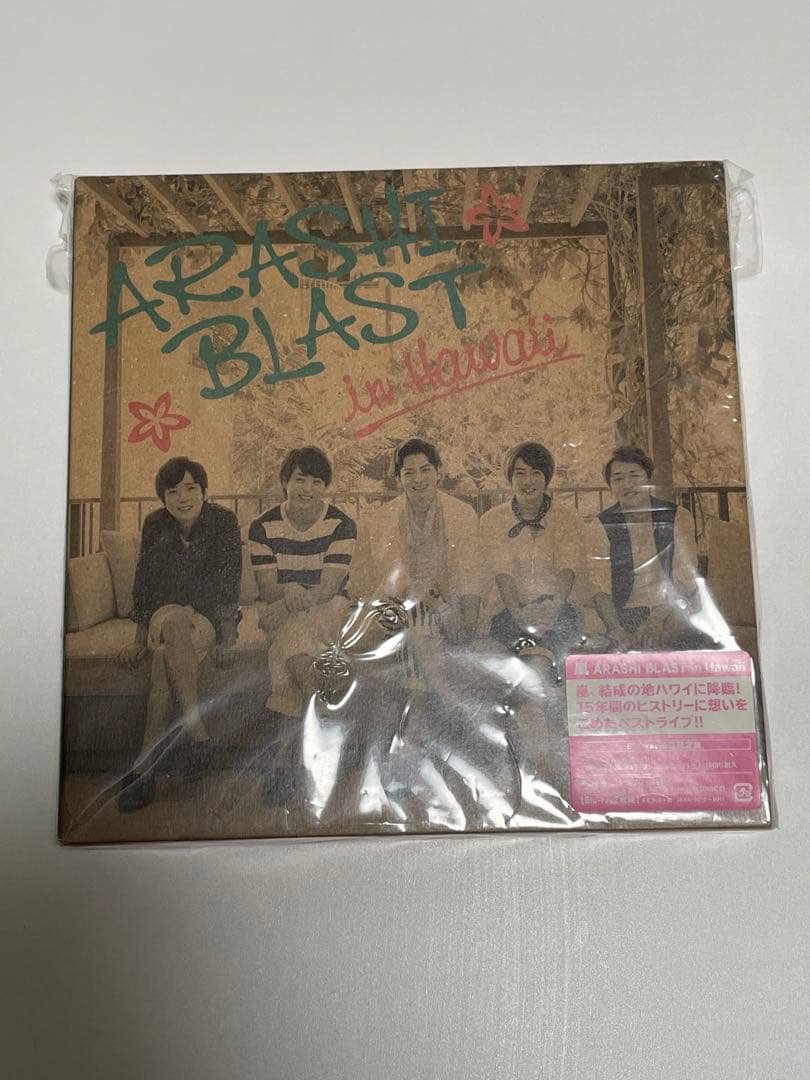 ARASHI
BLAST
in Hawaii
嵐 ARASHI BLAST in Hawaii
嵐、結成の地ハワイに降臨!
15年間のヒストリーに想いを
こめたベストライブ!!